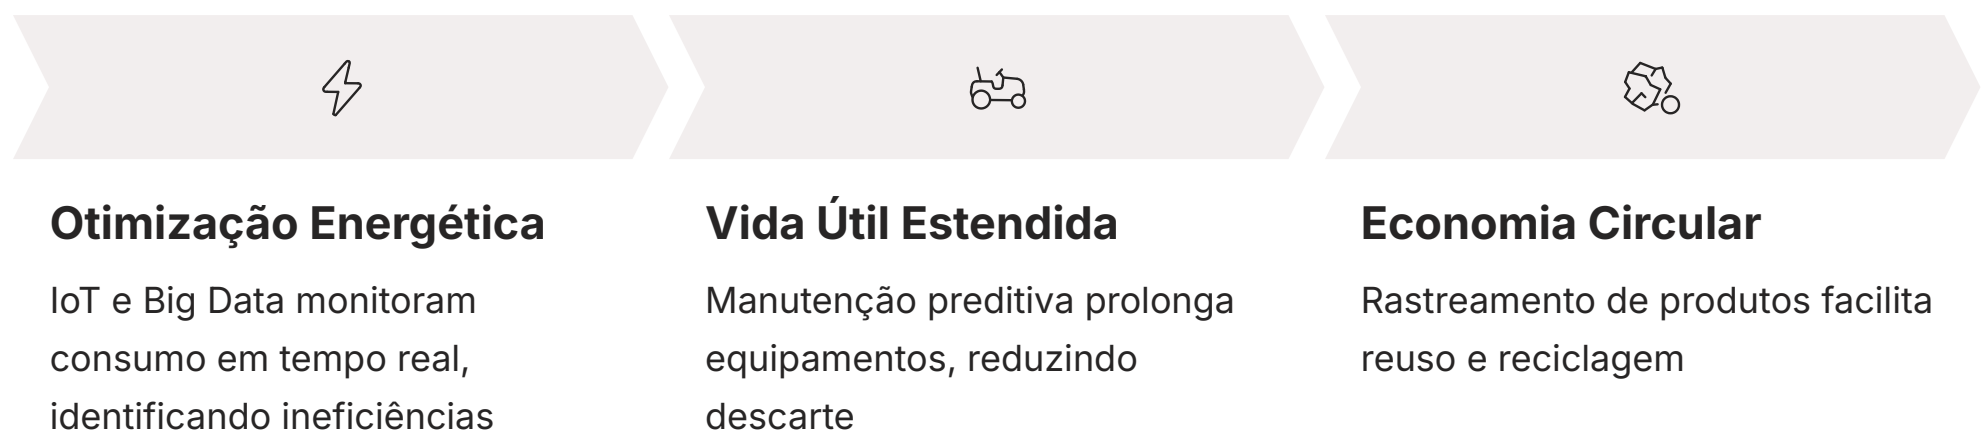 Otimização Energética
IoT e Big Data monitoram
consumo em tempo real,
identificando ineficiências
Vida Útil Estendida
Manutenção preditiva prolonga
equipamentos, reduzindo
descarte
Economia Circular
Rastreamento de produtos facilita
reuso e reciclagem